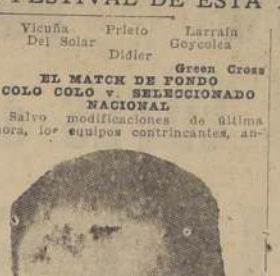 FESTIVAL DE ESTA
Vicuña Prieto Larrain
Del Solar Goycolea
Didier
Green Cross
EL MATCH DE FONDO
COLO COLO v. SELECCIONADO
NACIONAL
Salvo modificaciones de última
hora, los equipos contrincantes, an-